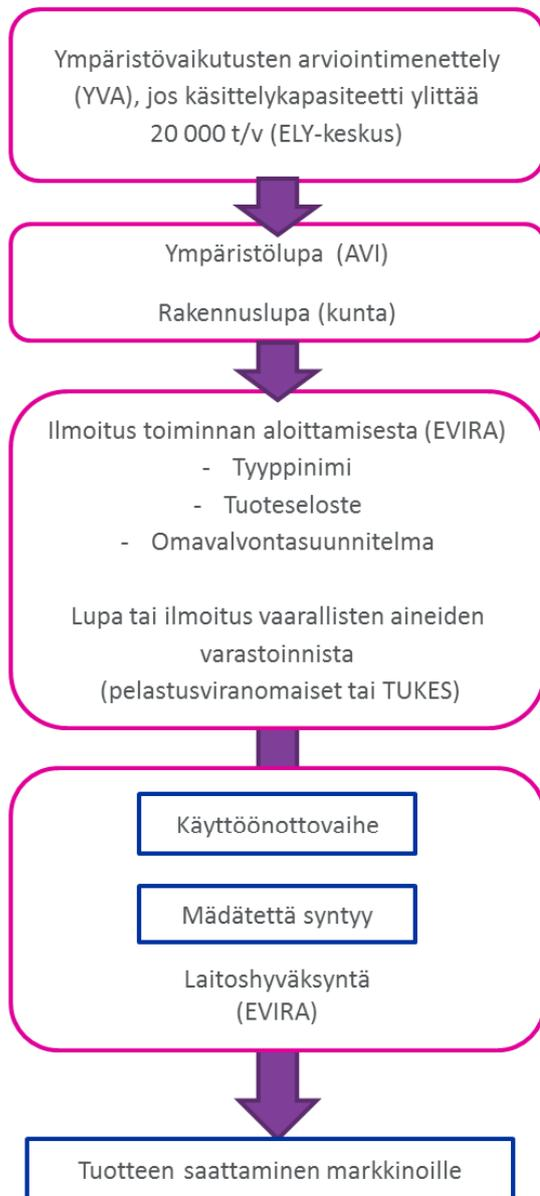 Ympäristövaikutusten arviointimenettely
(YVA), jos käsittelykapasiteetti ylittää
20 000 t/v (ELY-keskus)
Ympäristölupa (AVI)
Rakennuslupa (kunta)
Ilmoitus toiminnan aloittamisesta (EVIRA)
- Tyyppinimi
- Tuoteseloste
- Omavalvontasuunnitelma
Lupa tai ilmoitus vaarallisten aineiden
varastoinnista
(pelastusviranomaiset tai TUKES)
Käyttöönottovaihe
Mädätettä syntyy
Laitoshyväksyntä
(EVIRA)
Tuotteen saattaminen markkinoille